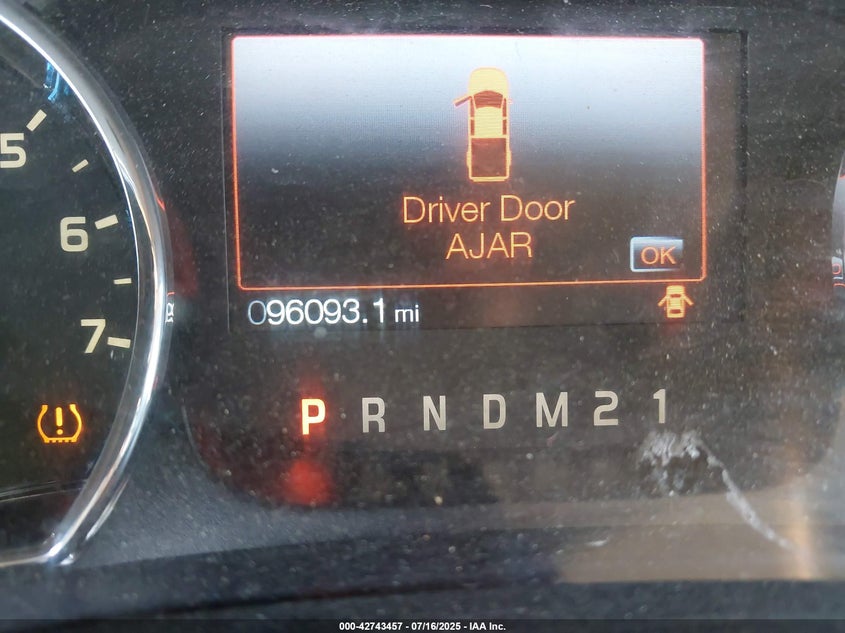 5
6
7
Driver Door
AJAR
OK
096093.1 mi
P R N D M 2 1
000-42743457 - 07/16/2025 - IAA Inc.